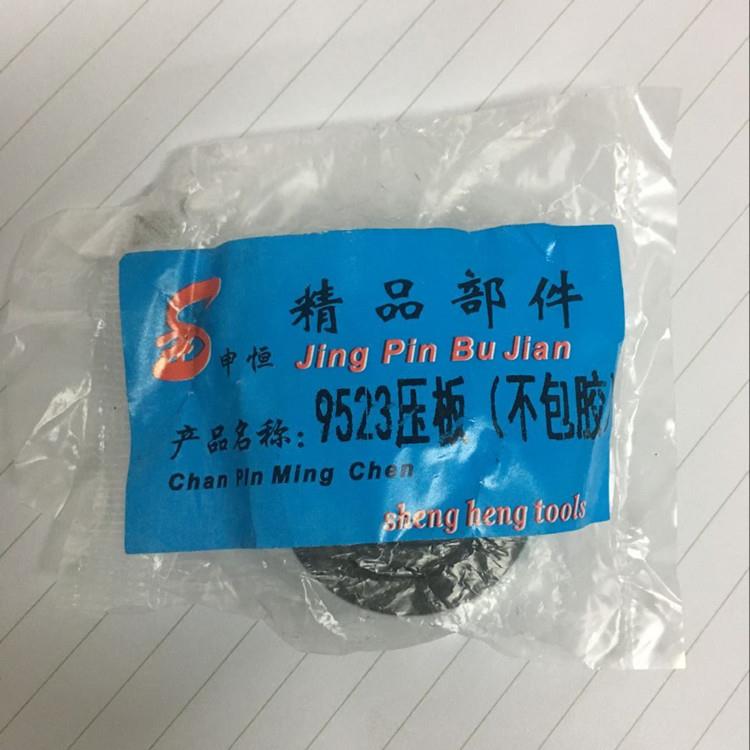 精品部件
申恒 Jing Pin Bu Jian
产品名称：9523压板（不包胶）
Chan Pin Ming Chen
sheng heng tools